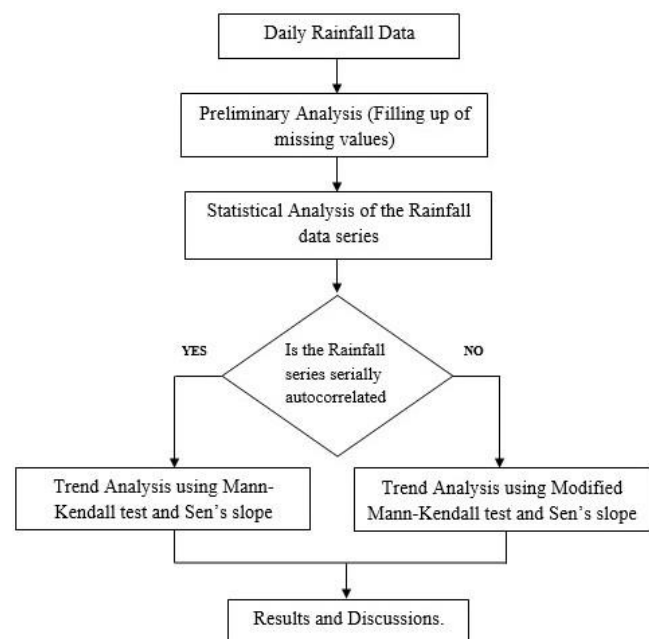 Daily Rainfall Data
Preliminary Analysis (Filling up of
missing values)
Statistical Analysis of the Rainfall
data series
YES
Is the Rainfall
series serially
autocorrelated
NO
Trend Analysis using Mann-
Kendall test and Sen’s slope
Trend Analysis using Modified
Mann-Kendall test and Sen’s slope
Results and Discussions.